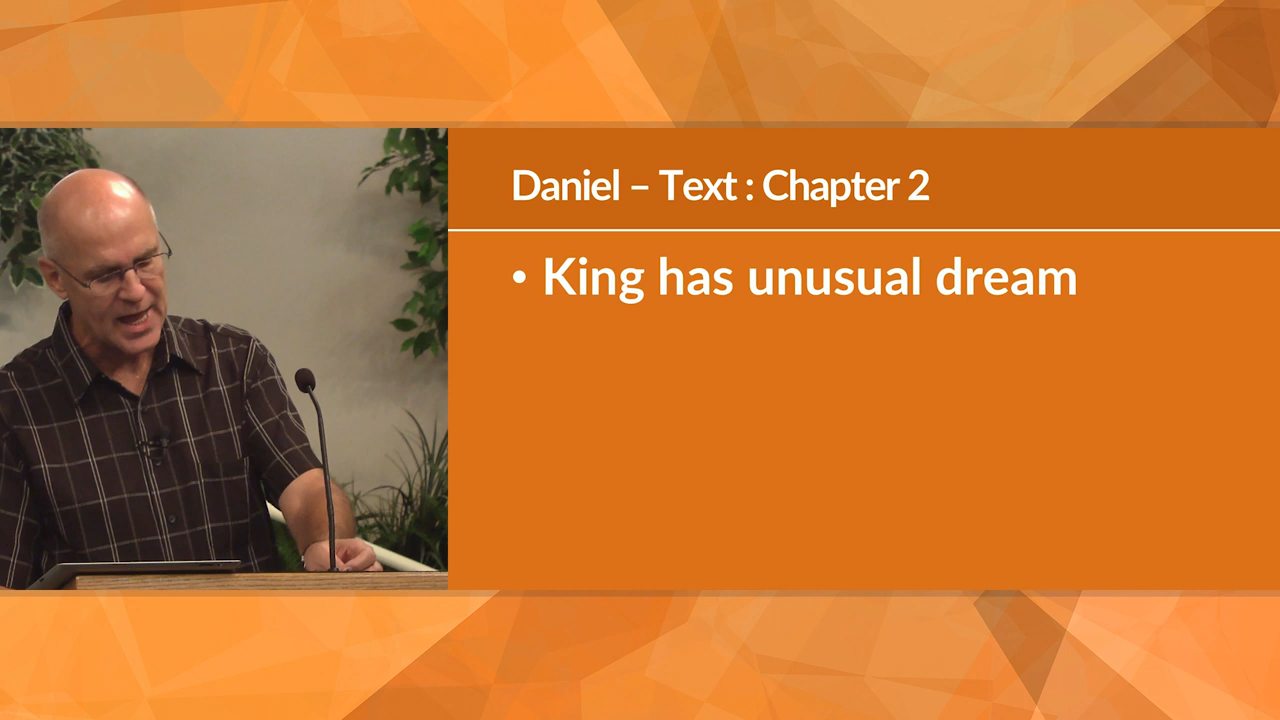 Daniel – Text : Chapter 2
• King has unusual dream